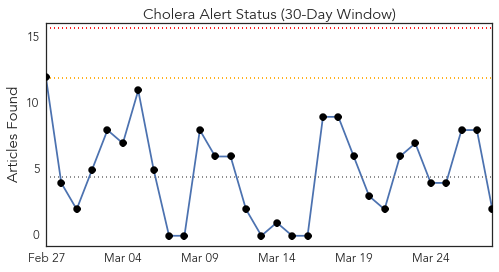 Cholera Alert Status (30-Day Window)
Articles Found
15
10
5
0
Feb 27 Mar 04 Mar 09 Mar 14 Mar 19 Mar 24